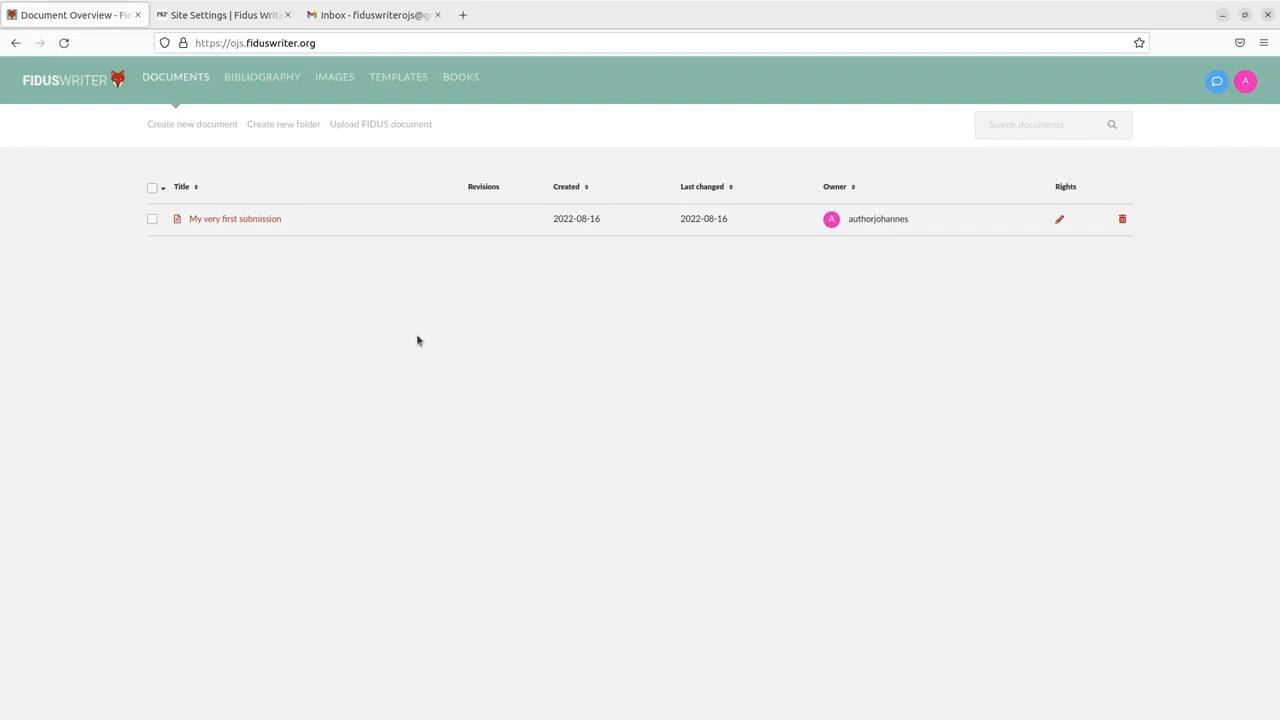 Document Overview - Fi
Site Settings | Fidus Write
Inbox - fiduswriterojs@g
https://ojs.fiduswriter.org
FIDUSWRITER
DOCUMENTS
BIBLIOGRAPHY
IMAGES
TEMPLATES
BOOKS
A
Create new document
Create new folder
Upload FIDUS document
Search documents
Title
Revisions
Created
Last changed
Owner
Rights
My very first submission
2022-08-16
2022-08-16
A
authorjohannes